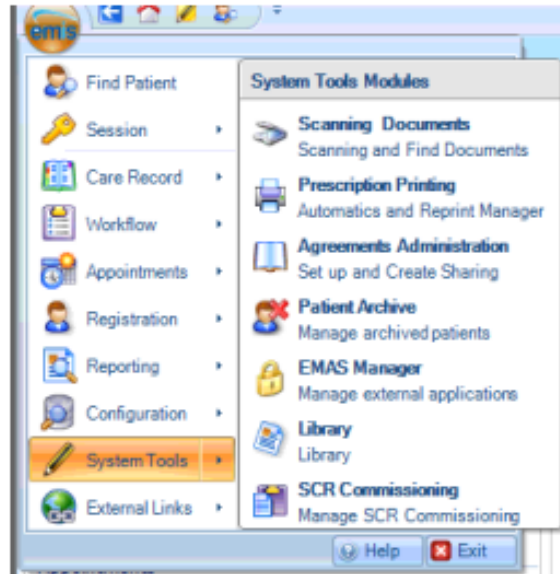 emis
Find Patient
Session
Care Record
Workflow
Appointments
Registration
Reporting
Configuration
System Tools
External Links
System Tools Modules
Scanning Documents
Scanning and Find Documents
Prescription Printing
Automatics and Reprint Manager
Agreements Administration
Set up and Create Sharing
Patient Archive
Manage archived patients
EMAS Manager
Manage external applications
Library
Library
SCR Commissioning
Manage SCR Commissioning
Help
Exit